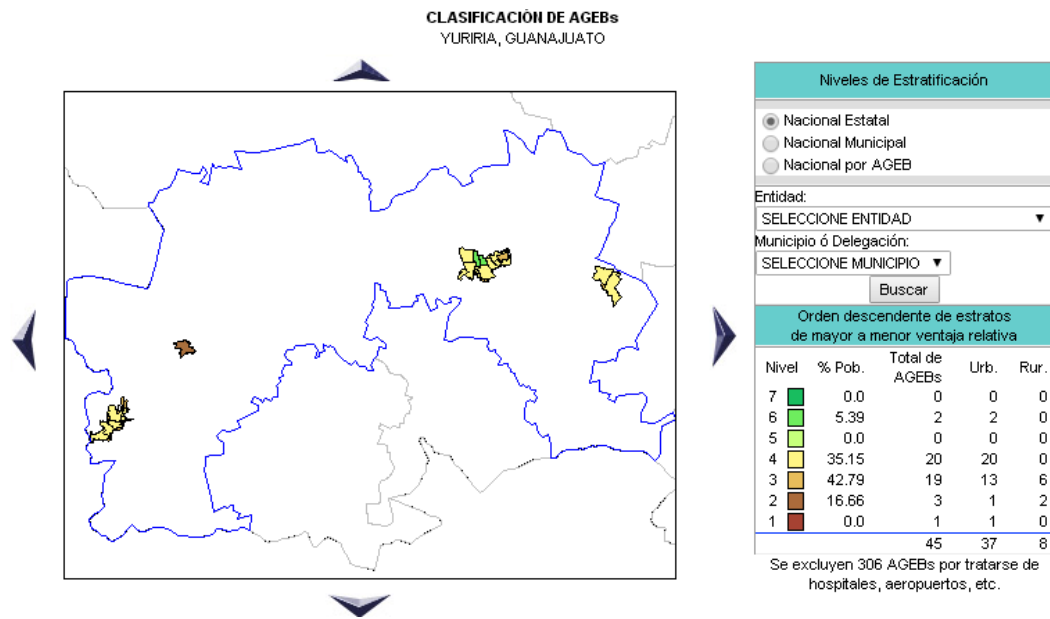 CLASIFICACIÓN DE AGEBs
YURIRIA, GUANAJUATO
Niveles de Estratificación
Nacional Estatal
Nacional Municipal
Nacional por AGEB
Entidad:
SELECCIONE ENTIDAD
Municipio ó Delegación:
SELECCIONE MUNICIPIO
Buscar
Orden descendente de estratos
de mayor a menor ventaja relativa
Nivel % Pob. Total de AGEBs Urb. Rur.
7 0.0 0 0 0
6 5.39 2 2 0
5 0.0 0 0 0
4 35.15 20 20 0
3 42.79 19 13 6
2 16.66 3 1 2
1 0.0 1 1 0
45 37 8
Se excluyen 306 AGEBs por tratarse de
hospitales, aeropuertos, etc.